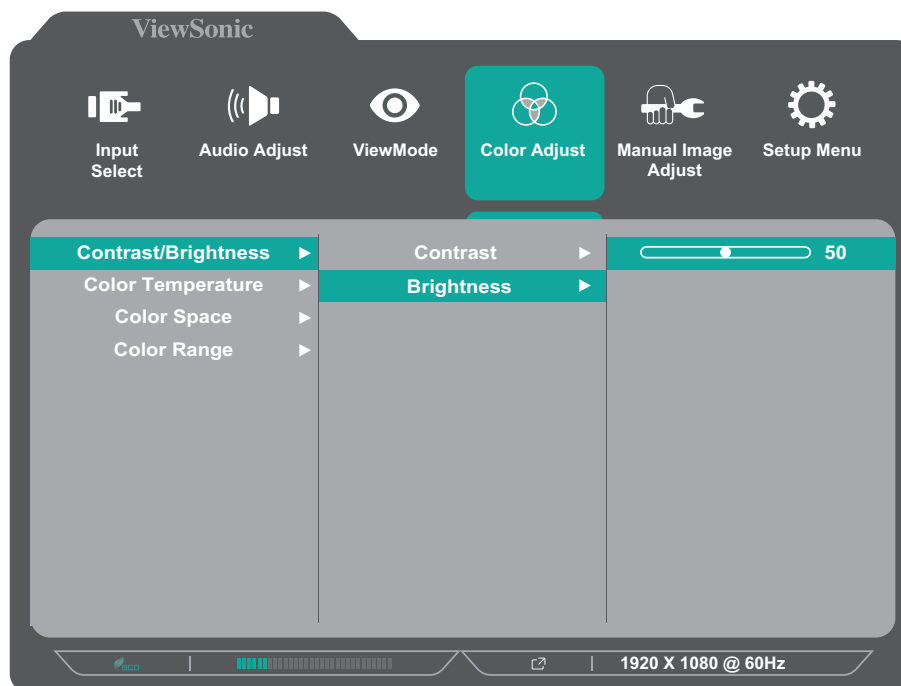 ViewSonic
Input Select
Audio Adjust
ViewMode
Color Adjust
Manual Image Adjust
Setup Menu
Contrast/Brightness
Color Temperature
Color Space
Color Range
Contrast
Brightness
50
eco
1920 X 1080 @ 60Hz